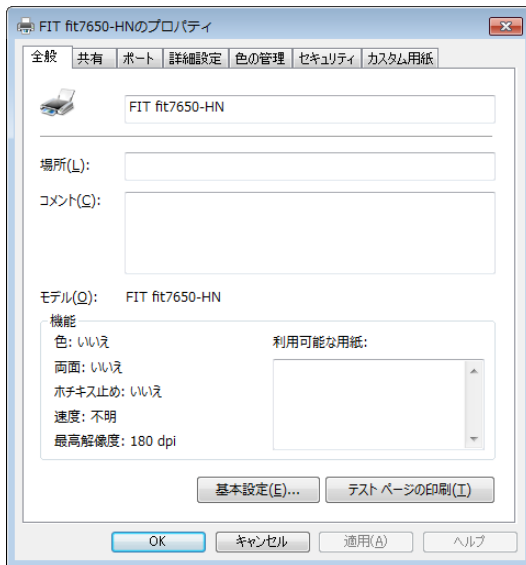 FIT fit7650-HNのプロパティ
全般 共有 ポート 詳細設定 色の管理 セキュリティ カスタム用紙
FIT fit7650-HN
場所(L):
コメント(C):
モデル(O): FIT fit7650-HN
機能
色: いいえ 利用可能な用紙:
両面: いいえ
ホチキス止め: いいえ
速度: 不明
最高解像度: 180 dpi
基本設定(E)... テスト ページの印刷(T)
OK キャンセル 適用(A) ヘルプ